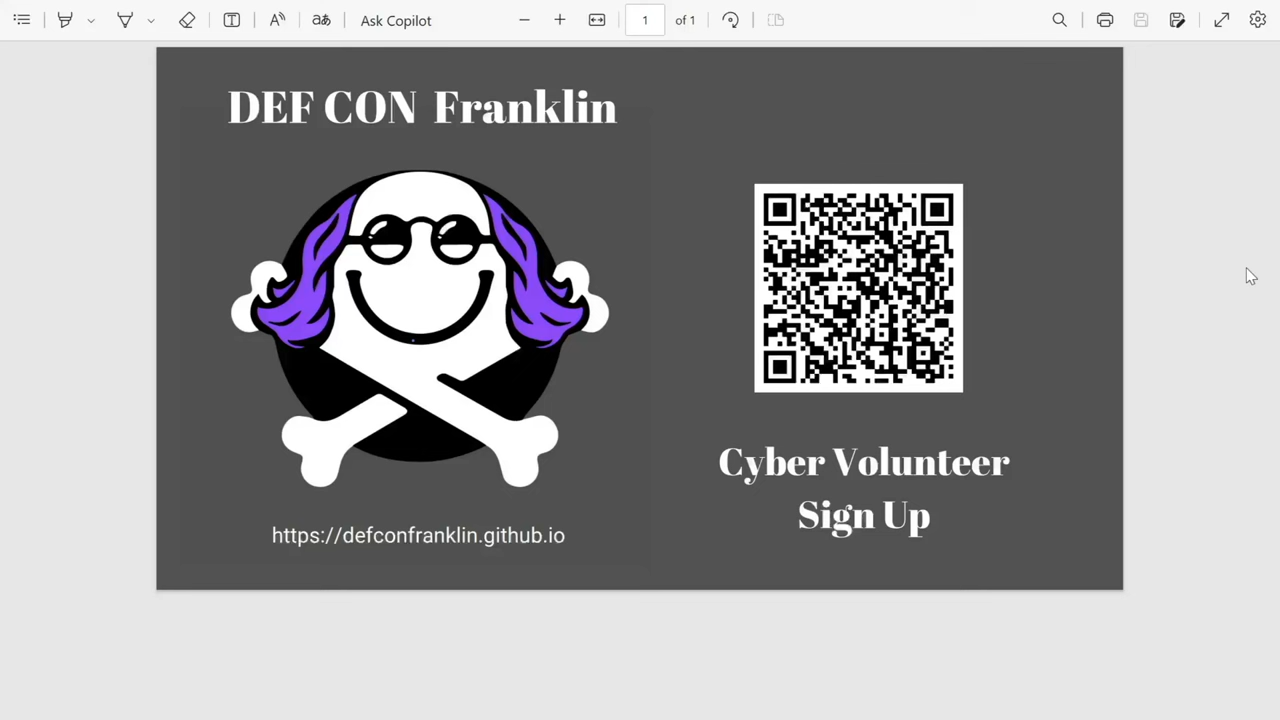 Ask Copilot
1 of 1
DEF CON Franklin
https://defconfranklin.github.io
Cyber Volunteer
Sign Up